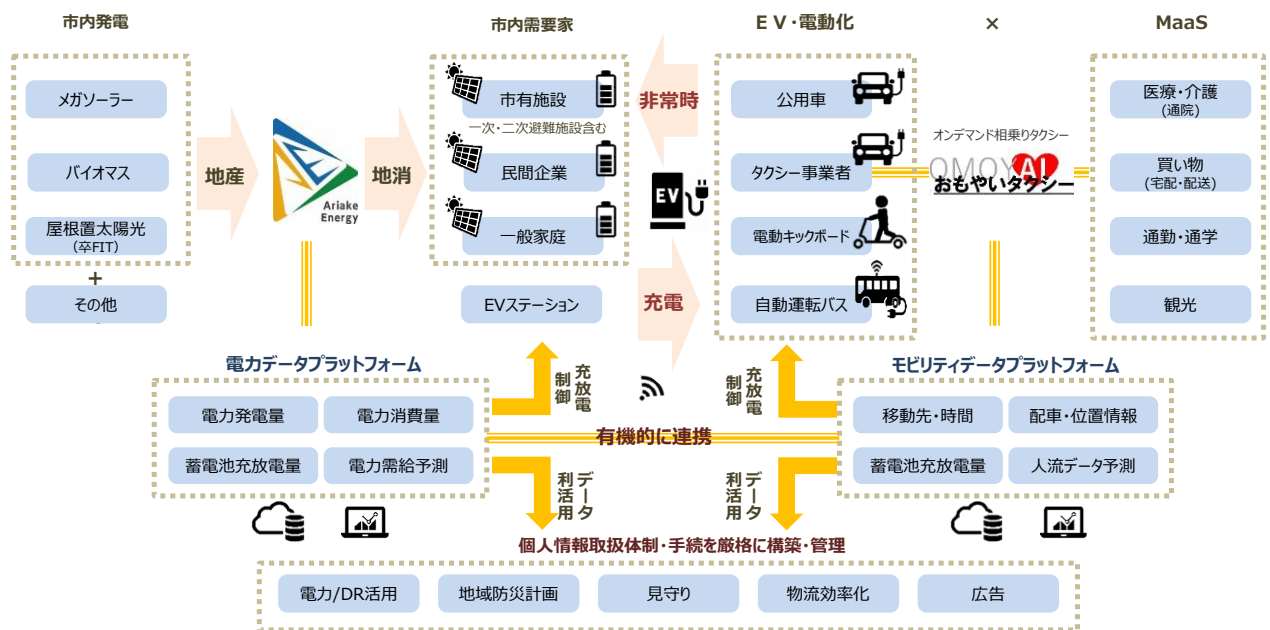 市内発電
市内需要家
EV・電動化
×
MaaS
メガソーラー
バイオマス
屋根置太陽光
(卒FIT)
+
その他
地産
Ariake
Energy
地消
市有施設
一次・二次避難施設含む
民間企業
一般家庭
EVステーション
非常時
EV
充電
公用車
タクシー事業者
電動キックボード
自動運転バス
オンデマンド相乗りタクシー
OMOYAI
おもやいタクシー
医療・介護
(通院)
買い物
(宅配・配送)
通勤・通学
観光
電力データプラットフォーム
電力発電量
電力消費量
蓄電池充放電量
電力需給予測
充放電
制御
有機的に連携
充放電
制御
モビリティデータプラットフォーム
移動先・時間
配車・位置情報
蓄電池充放電量
人流データ予測
データ
利活用
データ
利活用
個人情報取扱体制・手続を厳格に構築・管理
電力/DR活用
地域防災計画
見守り
物流効率化
広告